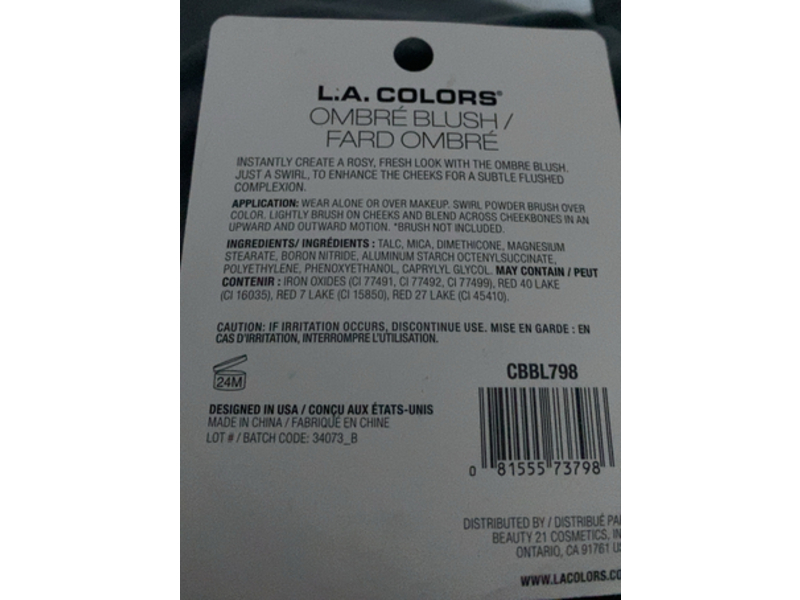 L.A. COLORS®
OMBRÉ BLUSH /
FARD OMBRÉ
INSTANTLY CREATE A ROSY, FRESH LOOK WITH THE OMBRE BLUSH.
JUST A SWIRL, TO ENHANCE THE CHEEKS FOR A SUBTLE FLUSHED
COMPLEXION.
APPLICATION: WEAR ALONE OR OVER MAKEUP. SWIRL POWDER BRUSH OVER
COLOR. LIGHTLY BRUSH ON CHEEKS AND BLEND ACROSS CHEEKBONES IN AN
UPWARD AND OUTWARD MOTION. *BRUSH NOT INCLUDED.
INGREDIENTS/ INGRÉDIENTS : TALC, MICA, DIMETHICONE, MAGNESIUM
STEARATE, BORON NITRIDE, ALUMINUM STARCH OCTENYLSUCCINATE,
POLYETHYLENE, PHENOXYETHANOL, CAPRYLYL GLYCOL. MAY CONTAIN / PEUT
CONTENIR : IRON OXIDES (CI 77491, CI 77492, CI 77499), RED 40 LAKE
(CI 16035), RED 7 LAKE (CI 15850), RED 27 LAKE (CI 45410).
CAUTION: IF IRRITATION OCCURS, DISCONTINUE USE. MISE EN GARDE : EN
CAS D'IRRITATION, INTERROMPRE L'UTILISATION.
24M
CBBL798
DESIGNED IN USA / CONÇU AUX ÉTATS-UNIS
MADE IN CHINA / FABRIQUÉ EN CHINE
LOT # / BATCH CODE: 34073_B
0 81555 73798
DISTRIBUTED BY / DISTRIBUÉ PA
BEAUTY 21 COSMETICS, IN
ONTARIO, CA 91761 U
WWW.LACOLORS.CO